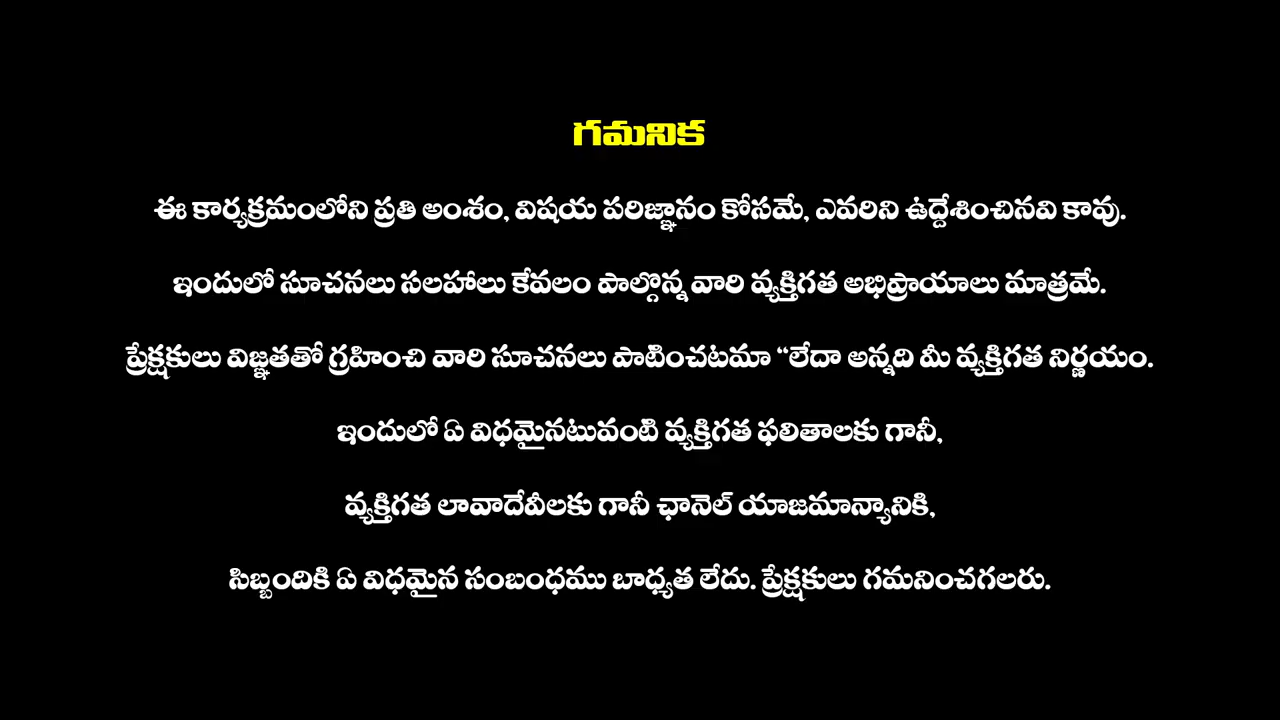 గమనిక
ఈ కార్యక్రమంలోని ప్రతి అంశం, విషయ పరిజ్ఞానం కోసమే, ఎవరిని ఉద్దేశించినవి కావు.
ఇందులో సూచనలు సలహాలు కేవలం పాల్గొన్న వారి వ్యక్తిగత అభిప్రాయాలు మాత్రమే.
ప్రేక్షకులు విజ్ఞతతో గ్రహించి వారి సూచనలు పాటించటమా “లేదా అన్నది మీ వ్యక్తిగత నిర్ణయం.
ఇందులో ఏ విధమైనటువంటి వ్యక్తిగత ఫలితాలకు గానీ,
వ్యక్తిగత లావాదేవీలకు గానీ ఛానెల్ యాజమాన్యానికి,
సిబ్బందికి ఏ విధమైన సంబంధము బాధ్యత లేదు. ప్రేక్షకులు గమనించగలరు.